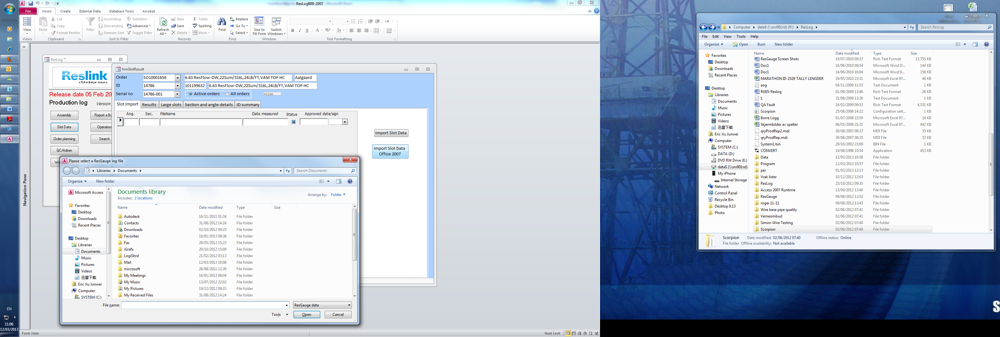 ResLogB09-2003
File Home Create External Data Database Tools Acrobat
View
Views
Paste
Cut
Copy
Format Painter
Clipboard
Filter
Ascending
Descending
Remove Sort
Selection
Advanced
Toggle Filter
Sort & Filter
Refresh All
New
Save
Delete
Totals
Spelling
More
Records
Find
Replace
Go To
Select
Find
Size to Fit Form
Switch Windows
Window
B I U A
Text Formatting
Navigation Pane
ResLog ™
Reslink
a Schlumberger company
Release date 05 Feb 20
Production log Version
Assembly Report a Bu
Slot Data Operators
Order planning Search
QC/Admin
frmSlotResult
Order SO10001656 6.63 ResFlow-DW,225um/316L,24LB/FT,VAM TOP HC Aalgaard
ID 14786 101199632 6.63 ResFlow-DW,225um/316L,24LB/FT,VAM TOP HC
Serial no 14786-001 Active orders All orders 43186
Slot Import Results Large slots Section and angle details ID summary
Ang. Sec. FileName Date measured Status Approved date/sign
Import Slot Data
Import Slot Data Office 2007
Please select a ResGauge log file
Libraries Documents
Search Documents
Organize New folder
Microsoft Access
Favorites
Desktop
Downloads
Recent Places
Desktop
Libraries
Documents
Music
Pictures
Videos
迅雷下载
Eric Xu Junwei
Computer
SYSTEM (C:)
Documents library
Includes: 2 locations
Arrange by: Folder
Name Date modified Type Size
Autodesk 16/11/2011 01:34 File folder
Contacts 31/08/2012 14:24 File folder
Downloads 02/10/2012 09:25 File folder
Favorites 18/01/2013 09:36 File folder
Fax 29/05/2012 15:23 File folder
iGrafx 29/10/2012 15:09 File folder
LogiShrd 21/02/2012 03:13 File folder
Mail 12/03/2013 10:08 File folder
microsoft 26/08/2011 12:30 File folder
My Meetings 16/01/2012 08:04 File folder
My Music 13/07/2012 22:02 File folder
My Pictures 19/12/2012 09:23 File folder
My Received Files 31/08/2012 14:24 File folder
File name: ResGauge data
Tools Open Cancel
Form View
Num Lock
EN
11:06
12/03/2013
Computer data$ (\\srv001rsl) (P:) ResLog
Search ResLog
File Edit View Tools Help
Organize Open Burn New folder
Favorites
Desktop
Downloads
Recent Places
Desktop
Libraries
Documents
Music
Pictures
Videos
迅雷下载
Eric Xu Junwei
Computer
SYSTEM (C:)
DATA (D:)
DVD RW Drive (E:)
data$ (\\srv001rsl)
My iPhone
Internal Storage
Network
Control Panel
Recycle Bin
Desktop 9.13
Photo
Name Date modified Type Size
ResGauge Screen Shots 19/07/2010 09:37 Rich Text Format 15,755 KB
Doc1 16/06/2010 09:54 Microsoft Word D... 144 KB
Doc1 14/06/2010 16:04 Microsoft Word 9... 156 KB
MARATHON ID-2529 TALLY LENGDER 19/05/2010 23:31 Microsoft Excel 97... 46 KB
aog 04/11/2009 11:53 Text Document 1 KB
RG05-Reslog 01/09/2009 13:46 Rich Text Format 26 KB
1 31/08/2009 12:26 Text Document 1 KB
QA Fault 16/02/2009 09:53 Rich Text Format 4,531 KB
Scorpion 25/08/2008 14:22 Configuration sett... 1 KB
Borre Logg 01/07/2008 22:50 Microsoft Excel 97... 24 KB
Skjermbilder av spalter 06/05/2008 21:21 Microsoft Excel 97... 442 KB
qryProdRep2.mdi 30/08/2007 08:37 MDI File 35 KB
qryProdRep.mdi 30/08/2007 08:35 MDI File 33 KB
System1.bin 29/10/2002 23:09 BIN File 1 KB
CONVERT 19/08/1998 10:54 Application 453 KB
Data 12/03/2013 10:58 File folder
Program 12/03/2013 10:57 File folder
per 01/03/2013 12:13 File folder
Vrak lister 10/12/2012 12:03 File folder
ResLog 23/10/2012 09:35 File folder
Access 2007 Runtime 13/09/2012 13:40 File folder
ResGauge 09/08/2012 13:52 File folder
roger 11-11 09/08/2012 13:45 File folder
Wire base pipe quality 02/06/2012 07:41 File folder
Verneombud 02/06/2012 07:41 File folder
Simon Wire Testing 02/06/2012 07:40 File folder
Scorpion 02/06/2012 07:40 File folder
Scorpion Date modified: 02/06/2012 07:40 Offline status: Online
File folder Offline availability: Not available
S